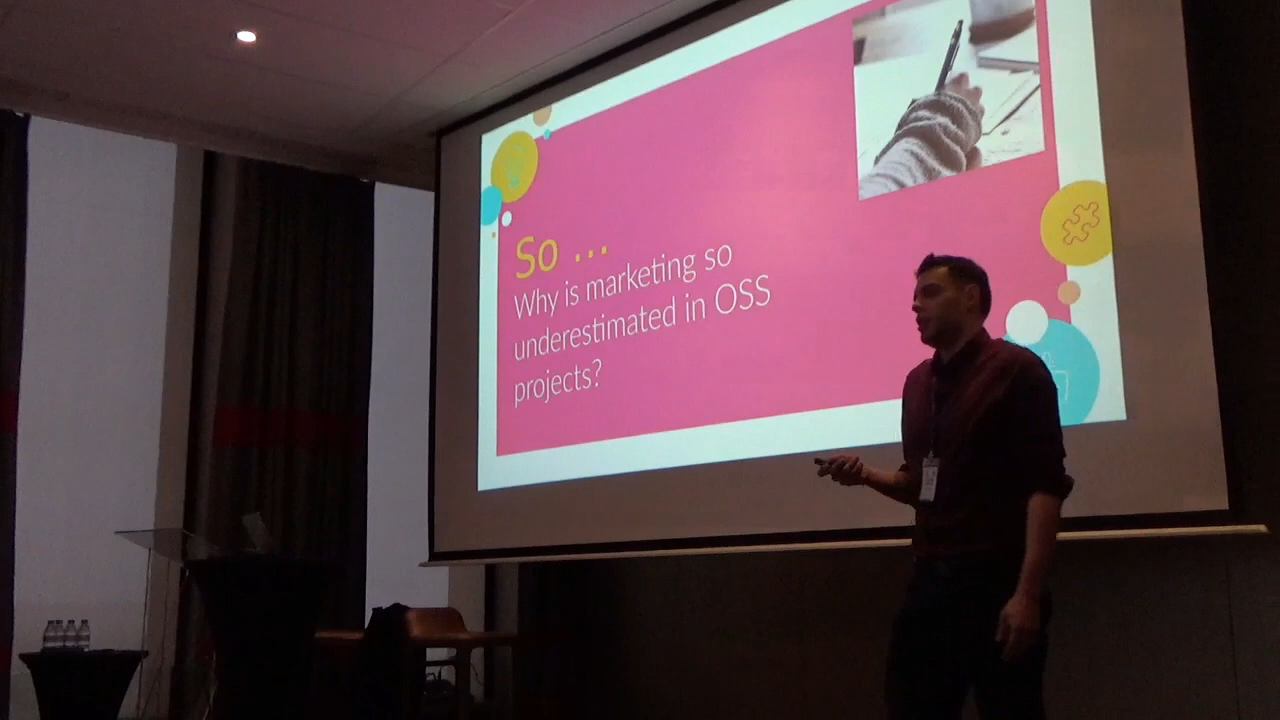 So ...
Why is marketing so
underestimated in OSS
projects?